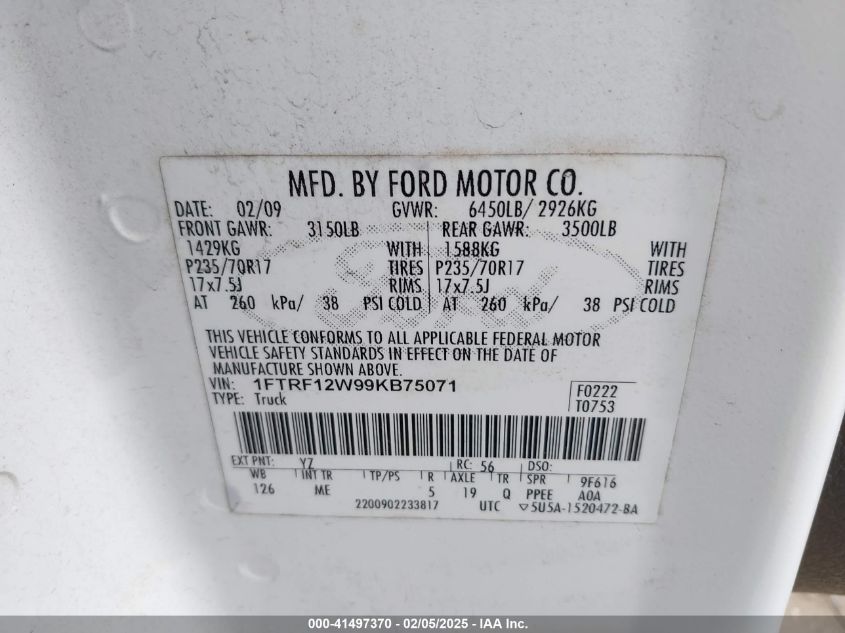 MFD. BY FORD MOTOR CO.
DATE: 02/09 GVWR: 6450LB/ 2926KG
FRONT GAWR: 3150LB REAR GAWR: 3500LB
1429KG WITH 1588KG WITH
P235/70R17 TIRES P235/70R17 TIRES
17x7.5J RIMS 17x7.5J RIMS
AT 260 kPa/ 38 PSI COLD AT 260 kPa/ 38 PSI COLD
THIS VEHICLE CONFORMS TO ALL APPLICABLE FEDERAL MOTOR
VEHICLE SAFETY STANDARDS IN EFFECT ON THE DATE OF
MANUFACTURE SHOWN ABOVE.
VIN: 1FTRF12W99KB75071 F0222
TYPE: Truck T0753
EXT PNT: YZ RC: 56 DSO:
WB INT TR TP/PS R AXLE TR SPR 9F616
126 ME 5 19 Q PPEE A0A
2200902233817 UTC ▽5U5A-1520472-BA
000-41497370 - 02/05/2025 - IAA Inc.